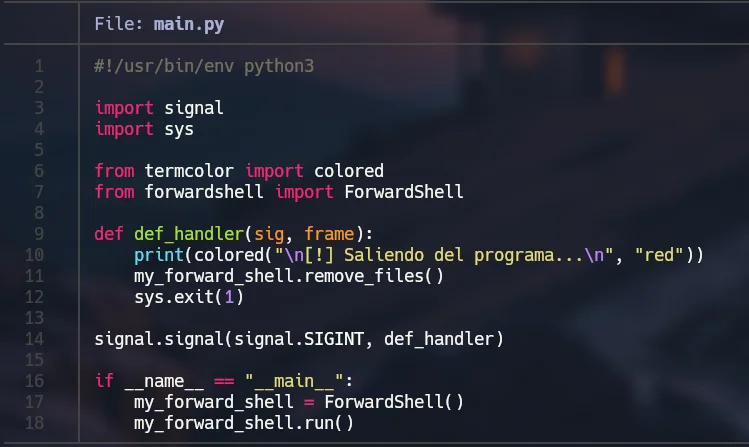 File: main.py
1 #!/usr/bin/env python3
2
3 import signal
4 import sys
5
6 from termcolor import colored
7 from forwardshell import ForwardShell
8
9 def def_handler(sig, frame):
10     print(colored("\n[!] Saliendo del programa...\n", "red"))
11     my_forward_shell.remove_files()
12     sys.exit(1)
13
14 signal.signal(signal.SIGINT, def_handler)
15
16 if __name__ == "__main__":
17     my_forward_shell = ForwardShell()
18     my_forward_shell.run()